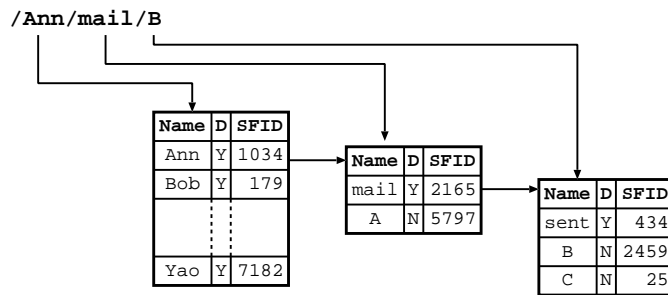 /Ann/mail/B
Name D SFID
Ann Y 1034
Bob Y 179
Yao Y 7182
Name D SFID
mail Y 2165
A N 5797
Name D SFID
sent Y 434
B N 2459
C N 25